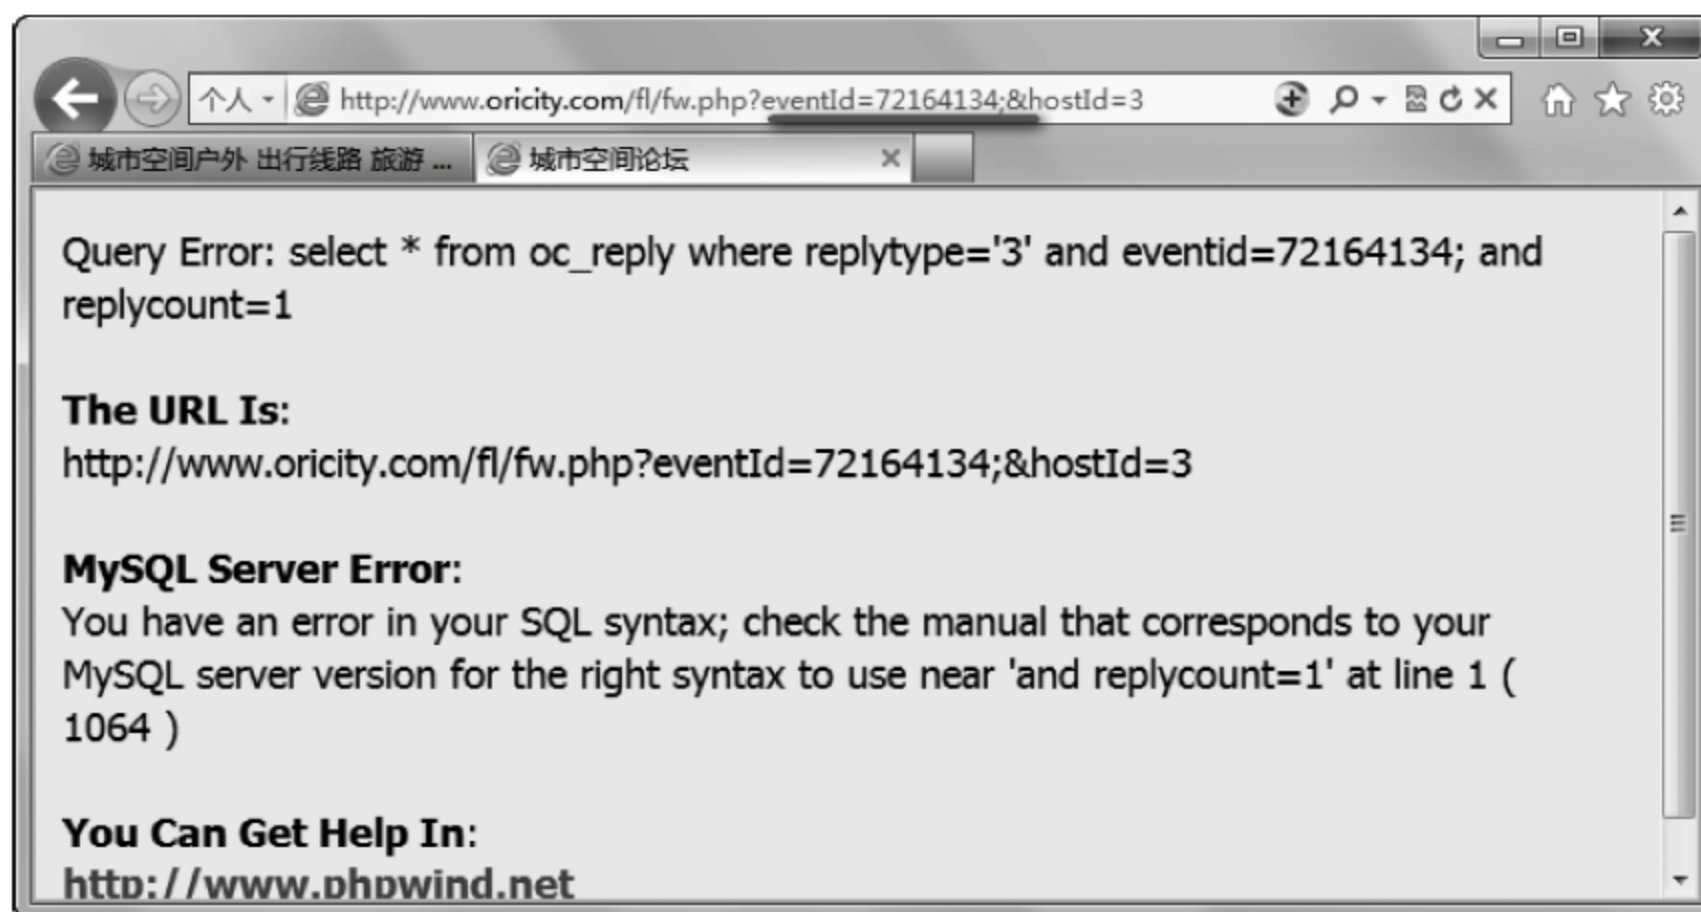 个人 http://www.oricity.com/fl/fw.php?eventId=72164134;&hostId=3
城市空间户外 出行线路 旅游 ... 城市空间论坛
Query Error: select * from oc_reply where replytype='3' and eventid=72164134; and
replycount=1
The URL Is:
http://www.oricity.com/fl/fw.php?eventId=72164134;&hostId=3
MySQL Server Error:
You have an error in your SQL syntax; check the manual that corresponds to your
MySQL server version for the right syntax to use near 'and replycount=1' at line 1 (
1064 )
You Can Get Help In:
http://www.phpwind.net